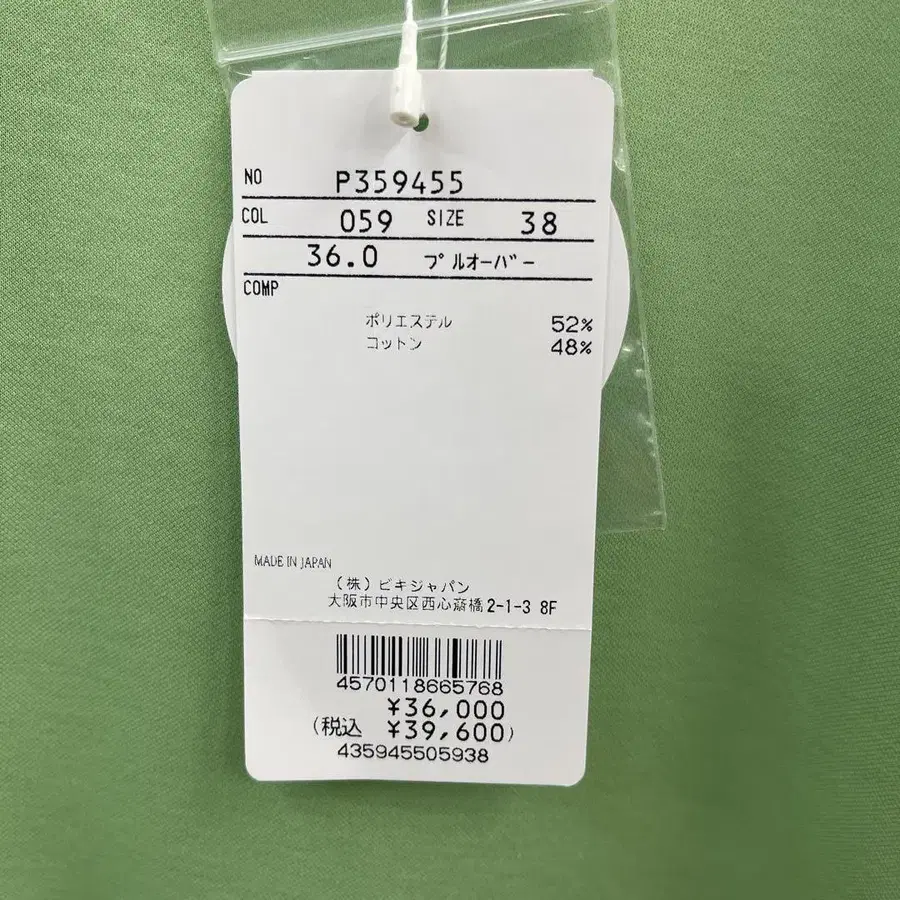 NO P359455
COL 059 SIZE 38
36.0 プルオーバー
COMP
ポリエステル 52%
コットン 48%
MADE IN JAPAN
(株)ビキジャパン
大阪市中央区西心斎橋2-1-3 8F
4570118665768
¥36,000
(税込 ¥39,600)
435945505938